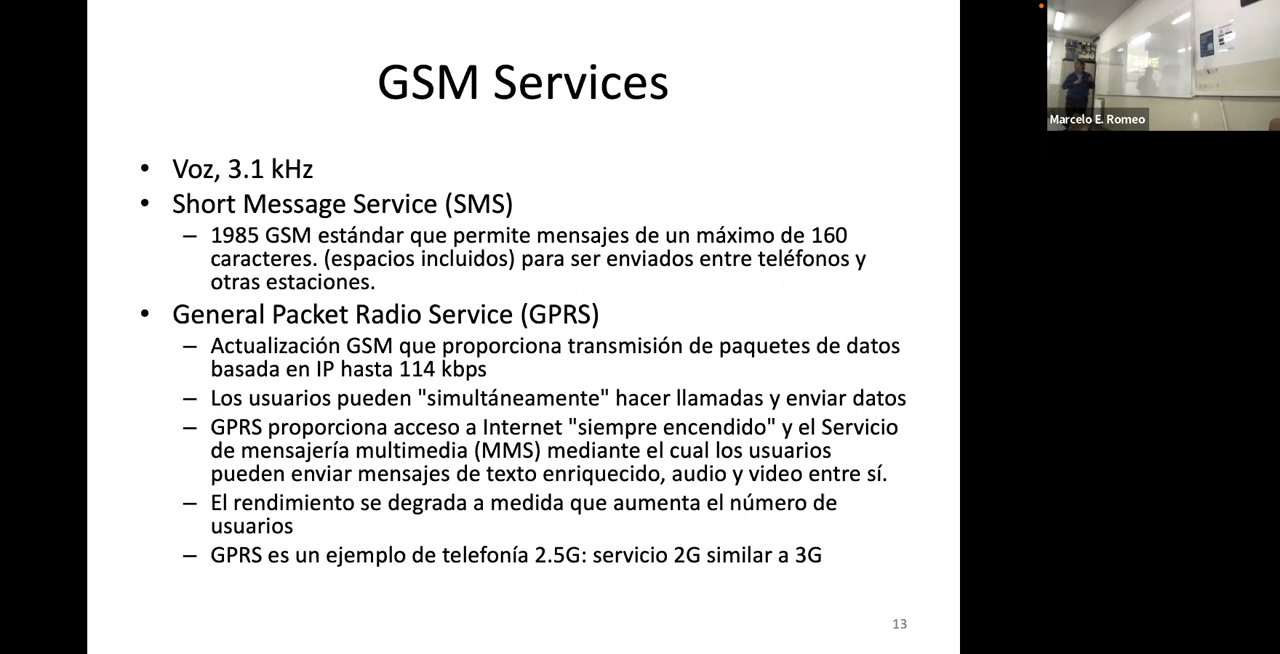 GSM Services
• Voz, 3.1 kHz
• Short Message Service (SMS)
– 1985 GSM estándar que permite mensajes de un máximo de 160
caracteres. (espacios incluidos) para ser enviados entre teléfonos y
otras estaciones.
• General Packet Radio Service (GPRS)
– Actualización GSM que proporciona transmisión de paquetes de datos
basada en IP hasta 114 kbps
– Los usuarios pueden "simultáneamente" hacer llamadas y enviar datos
– GPRS proporciona acceso a Internet "siempre encendido" y el Servicio
de mensajería multimedia (MMS) mediante el cual los usuarios
pueden enviar mensajes de texto enriquecido, audio y video entre sí.
– El rendimiento se degrada a medida que aumenta el número de
usuarios
– GPRS es un ejemplo de telefonía 2.5G: servicio 2G similar a 3G
13
Marcelo E. Romeo